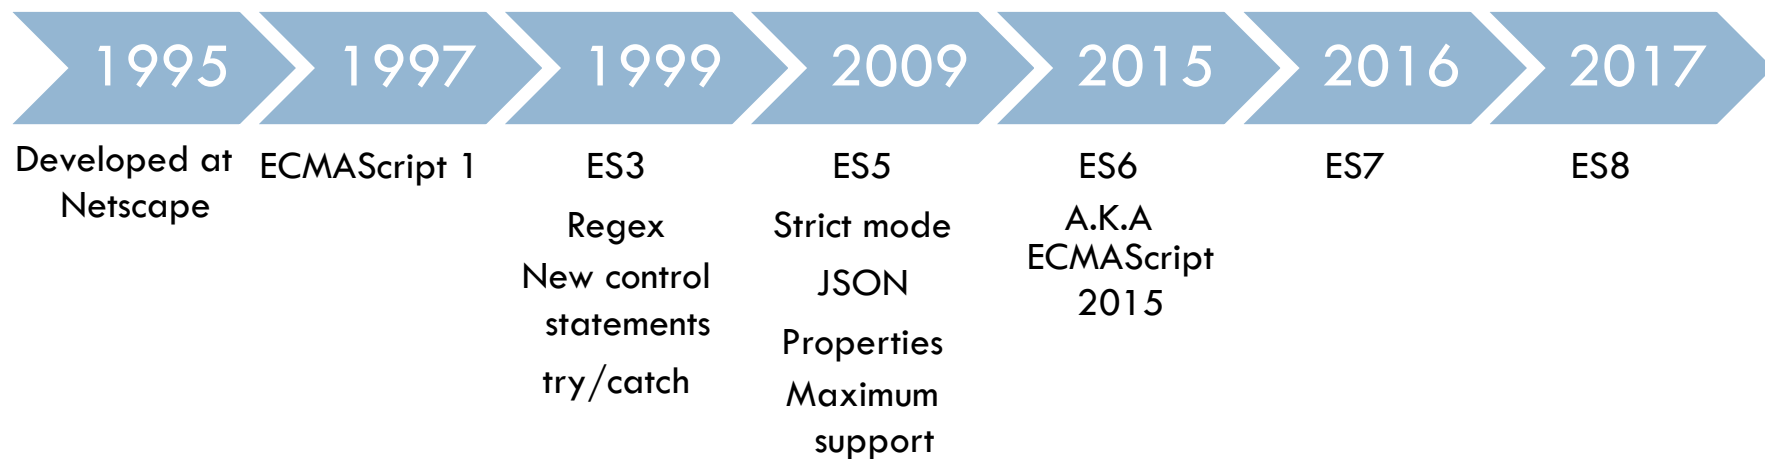 1995
1997
1999
2009
2015
2016
2017
Developed at
Netscape
ECMAScript 1
ES3
Regex
New control
statements
try/catch
ES5
Strict mode
JSON
Properties
Maximum
support
ES6
A.K.A
ECMAScript
2015
ES7
ES8